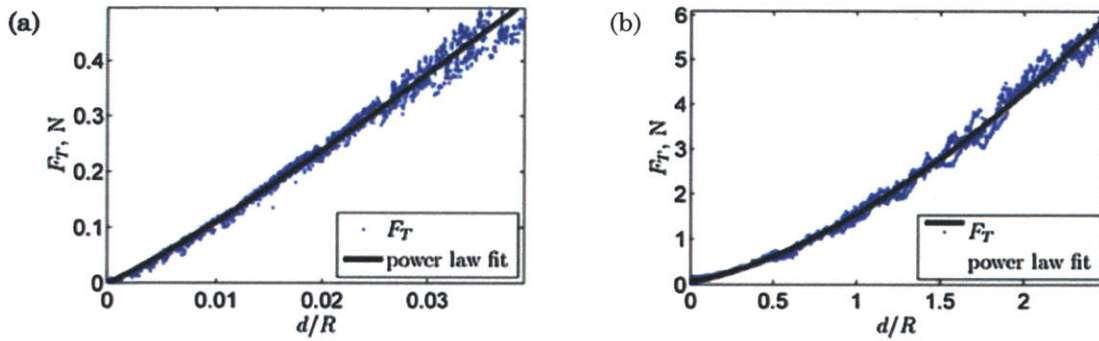 (a)
0.4
0.3
0.2
0.1
0
F_T, N
0 0.01 0.02 0.03
d/R
F_T
power law fit
(b)
6
5
4
3
2
1
0
F_T, N
0 0.5 1 1.5 2
d/R
F_T
power law fit